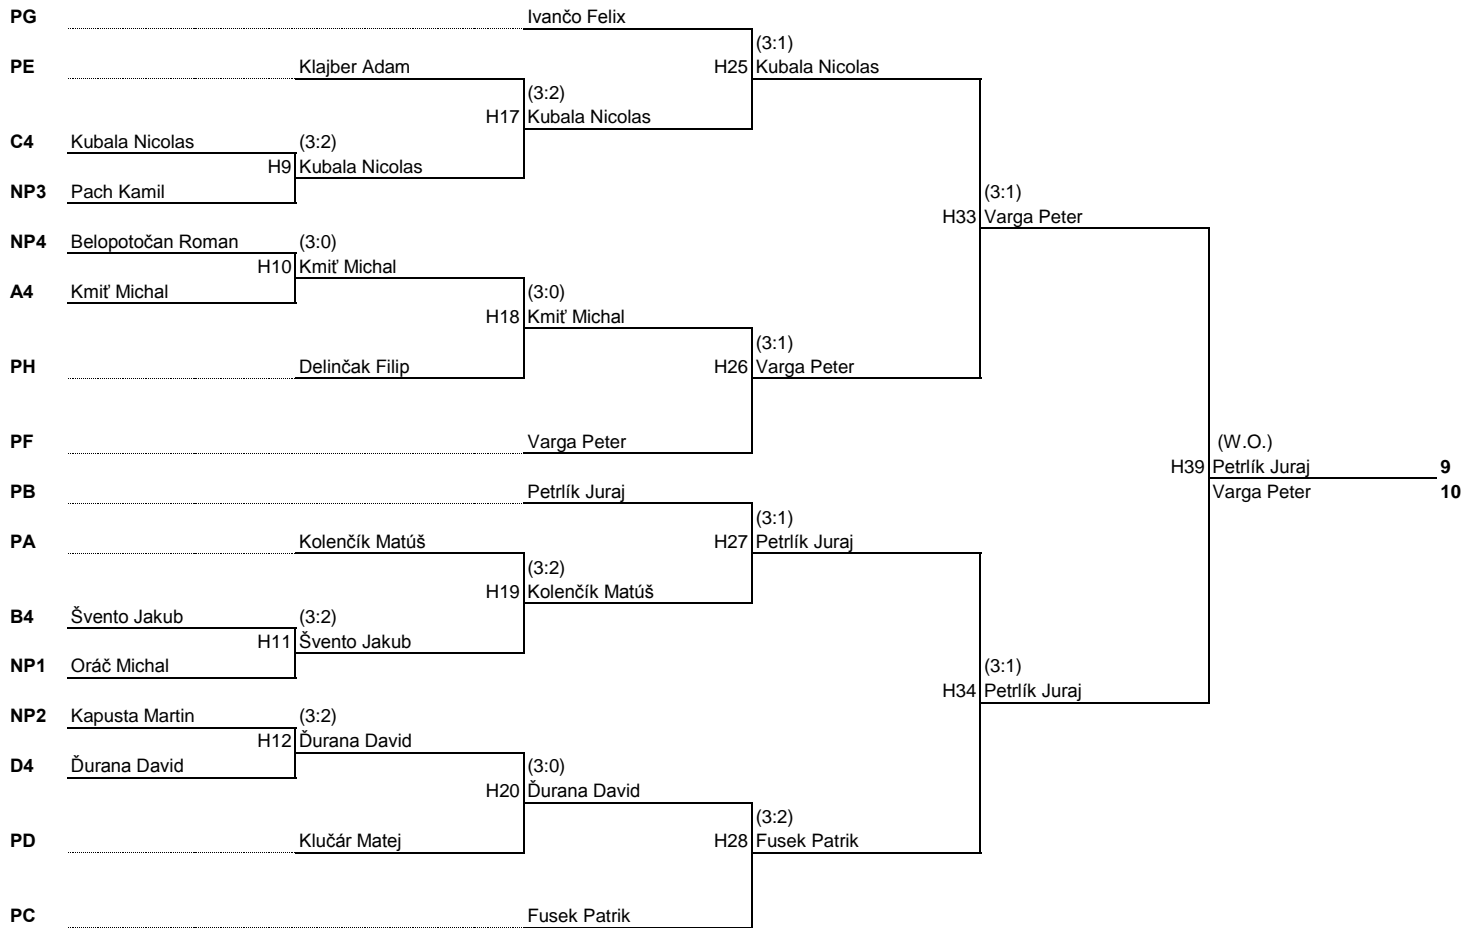 PG Ivančo Felix
(3:1)
PE Klajber Adam H25 Kubala Nicolas
(3:2)
H17 Kubala Nicolas
C4 Kubala Nicolas (3:2)
H9 Kubala Nicolas
NP3 Pach Kamil (3:1)
H33 Varga Peter
NP4 Belopotočan Roman (3:0)
H10 Kmiť Michal
A4 Kmiť Michal (3:0)
H18 Kmiť Michal
(3:1)
PH Delinčak Filip H26 Varga Peter
PF Varga Peter (W.O.)
H39 Petrlík Juraj 9
PB Petrlík Juraj Varga Peter 10
(3:1)
PA Kolenčík Matúš H27 Petrlík Juraj
(3:2)
H19 Kolenčík Matúš
B4 Švento Jakub (3:2)
H11 Švento Jakub
NP1 Oráč Michal (3:1)
H34 Petrlík Juraj
NP2 Kapusta Martin (3:2)
H12 Ďurana David
D4 Ďurana David (3:0)
H20 Ďurana David
(3:2)
PD Klučár Matej H28 Fusek Patrik
PC Fusek Patrik